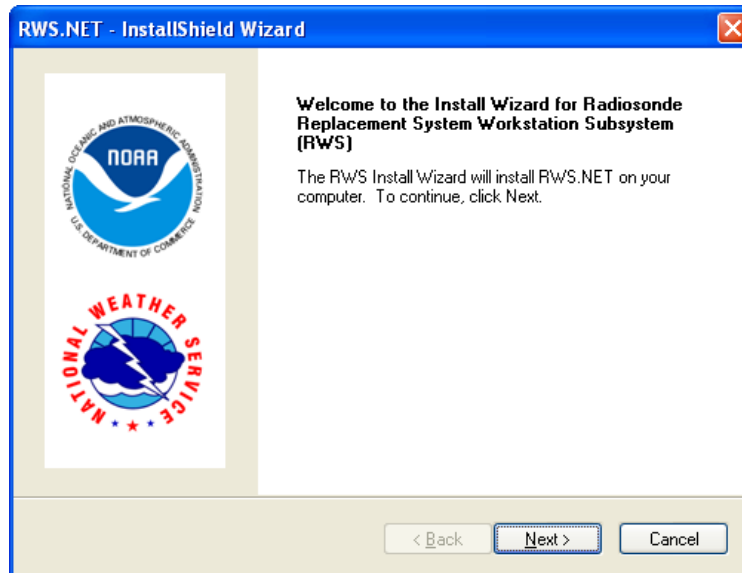 RWS.NET - InstallShield Wizard
NATIONAL OCEANIC AND ATMOSPHERIC ADMINISTRATION
NOAA
U.S. DEPARTMENT OF COMMERCE
NATIONAL WEATHER SERVICE
Welcome to the Install Wizard for Radiosonde
Replacement System Workstation Subsystem
(RWS)
The RWS Install Wizard will install RWS.NET on your
computer. To continue, click Next.
< Back
Next >
Cancel